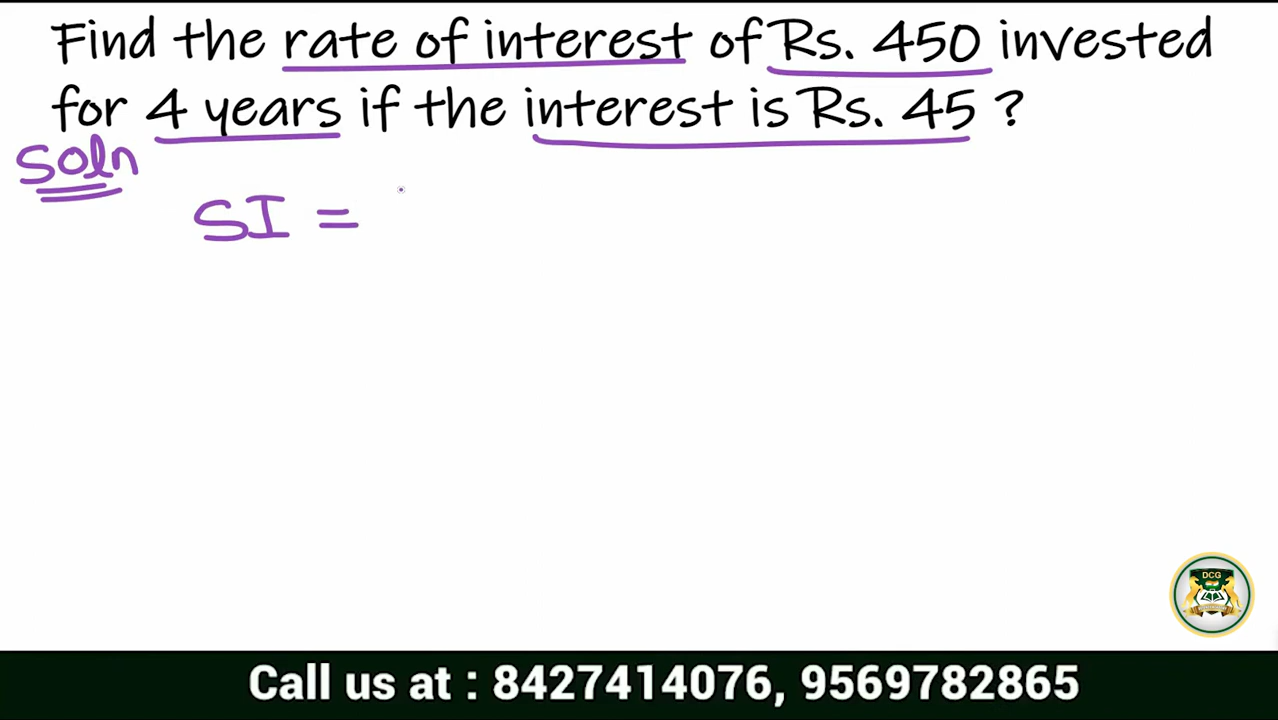 Find the rate of interest of Rs. 450 invested
for 4 years if the interest is Rs. 45 ?
Soln
SI =
DCG
Call us at : 8427414076, 9569782865